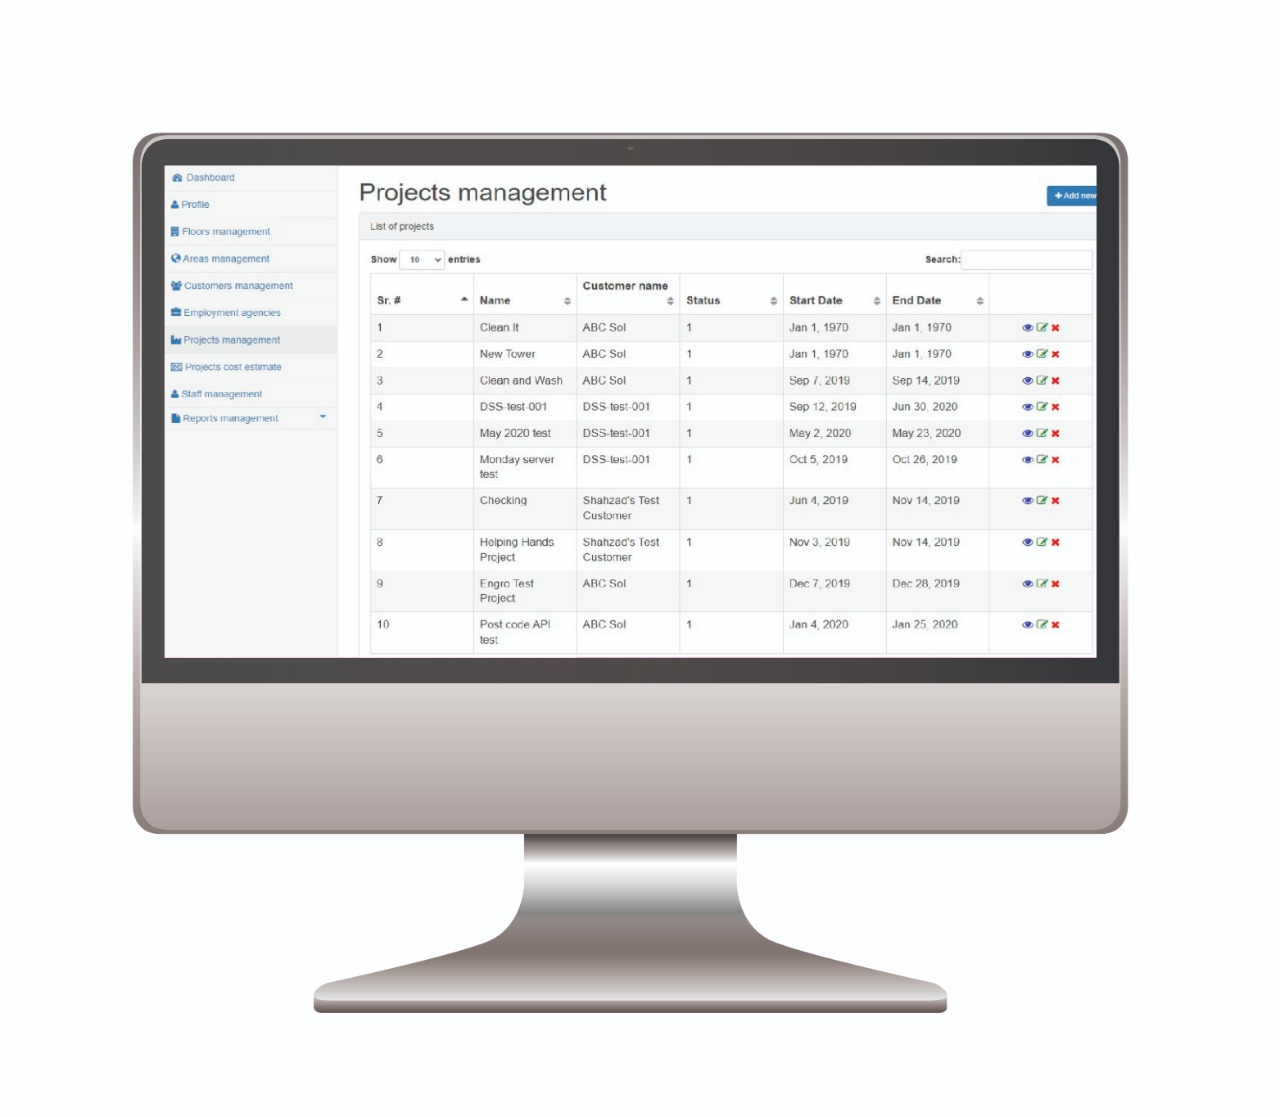 Dashboard
Profile
Floors management
Areas management
Customers management
Employment agencies
Projects management
Projects cost estimate
Staff management
Reports management
Projects management
Add new
List of projects
Show 10 entries Search:
Sr. # Name Customer name Status Start Date End Date
1 Clean It ABC Sol 1 Jan 1, 1970 Jan 1, 1970
2 New Tower ABC Sol 1 Jan 1, 1970 Jan 1, 1970
3 Clean and Wash ABC Sol 1 Sep 7, 2019 Sep 14, 2019
4 DSS-test-001 DSS-test-001 1 Sep 12, 2019 Jun 30, 2020
5 May 2020 test DSS-test-001 1 May 2, 2020 May 23, 2020
6 Monday server DSS-test-001 1 Oct 5, 2019 Oct 26, 2019
test
7 Checking Shahzad's Test 1 Jun 4, 2019 Nov 14, 2019
Customer
8 Helping Hands Shahzad's Test 1 Nov 3, 2019 Nov 14, 2019
Project Customer
9 Engro Test ABC Sol 1 Dec 7, 2019 Dec 28, 2019
Project
10 Post code API ABC Sol 1 Jan 4, 2020 Jan 25, 2020
test